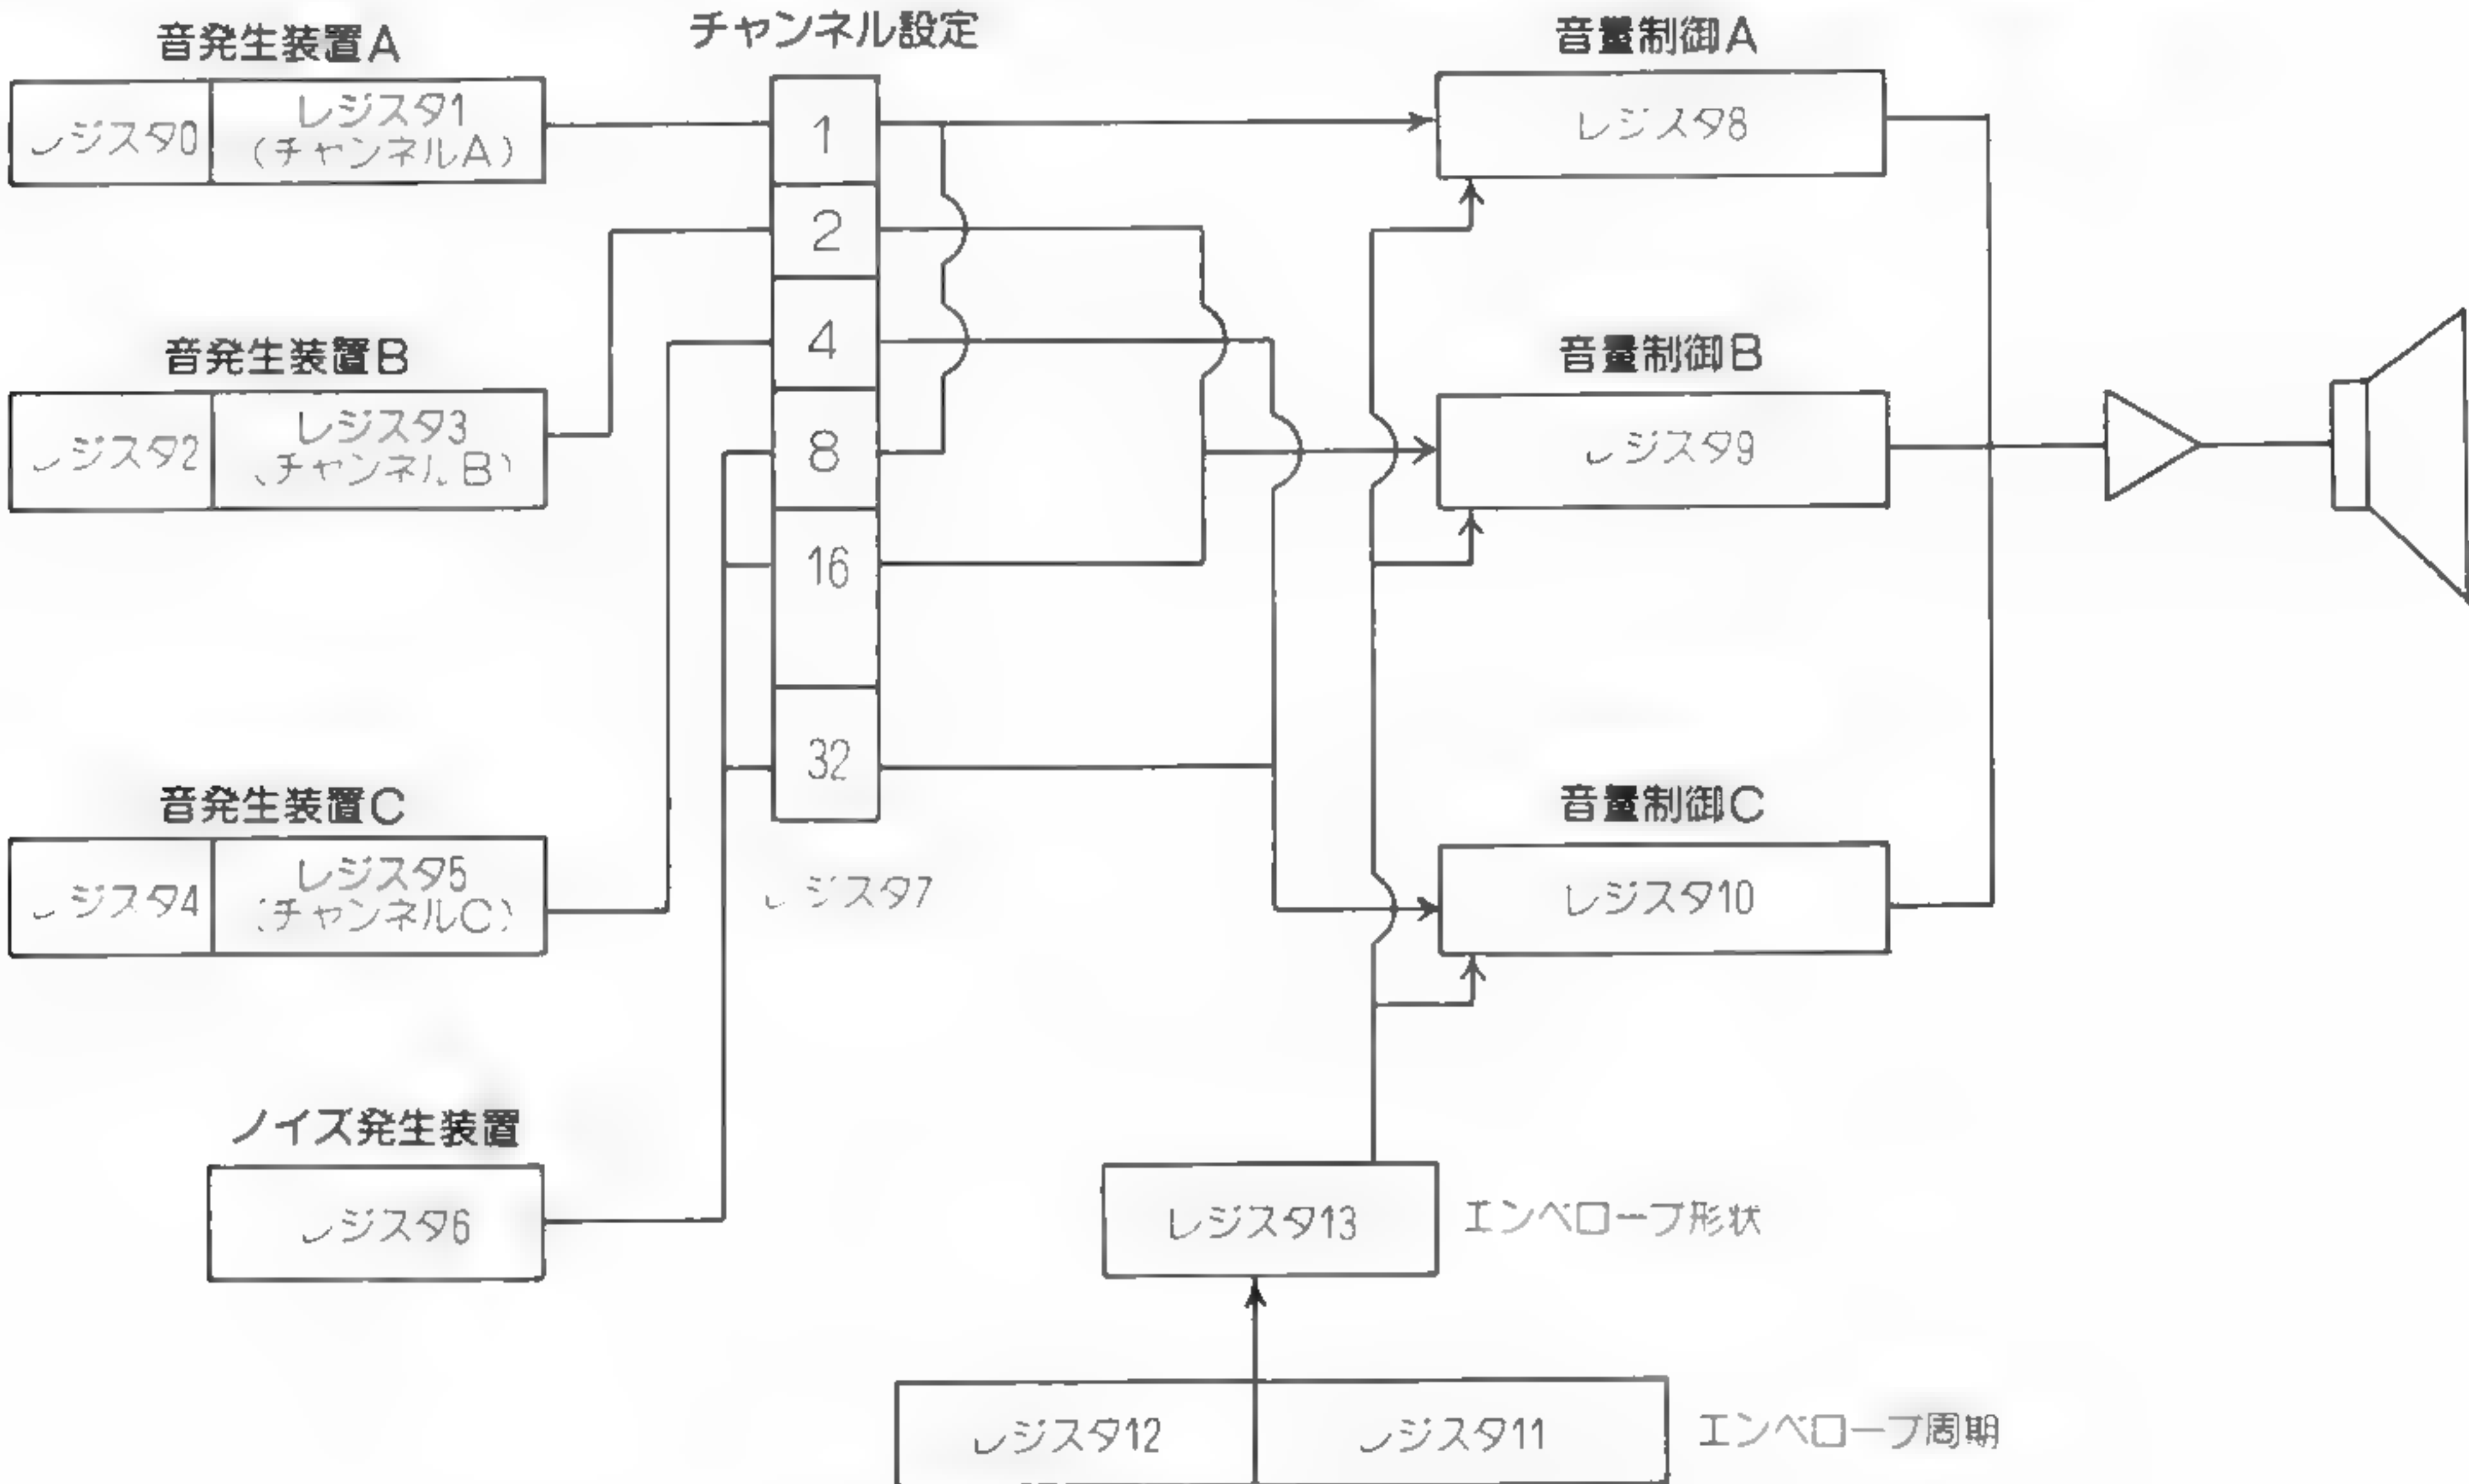 音発生装置A
レジスタ0
レジスタ1
(チャンネルA)
チャンネル設定
1
2
4
8
16
32
レジスタ7
音量制御A
レジスタ8
音発生装置B
レジスタ2
レジスタ3
(チャンネルB)
音量制御B
レジスタ9
音発生装置C
レジスタ4
レジスタ5
(チャンネルC)
音量制御C
レジスタ10
ノイズ発生装置
レジスタ6
レジスタ13
エンベロープ形状
レジスタ12
レジスタ11
エンベロープ周期